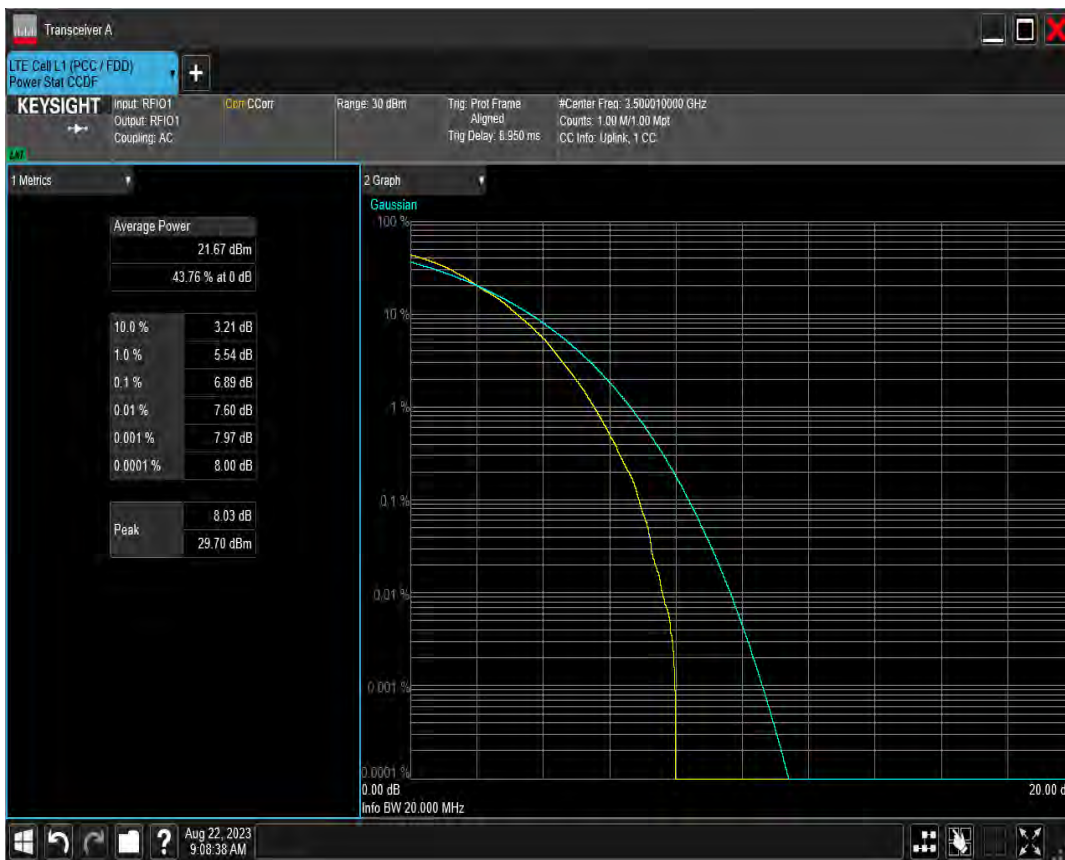 Transceiver A
LTE Cell L1 (PCC / FDD)
Power Stat CCDF
KEYSIGHT
Input: RFIO1
Output: RFIO1
Coupling: AC
Corr CCorr
Range: 30 dBm
Trig: Prot Frame
Aligned
Trig Delay: 8.950 ms
#Center Freq: 3.500010000 GHz
Counts: 1.00 M/1.00 Mpt
CC Info: Uplink, 1 CC
1 Metrics
Average Power
21.67 dBm
43.76 % at 0 dB
10.0 % 3.21 dB
1.0 % 5.54 dB
0.1 % 6.89 dB
0.01 % 7.60 dB
0.001 % 7.97 dB
0.0001 % 8.00 dB
Peak
8.03 dB
29.70 dBm
2 Graph
Gaussian
100 %
10 %
1 %
0.1 %
0.01 %
0.001 %
0.0001 %
0.00 dB
20.00 d
Info BW 20.000 MHz
?
Aug 22, 2023
9:08:38 AM